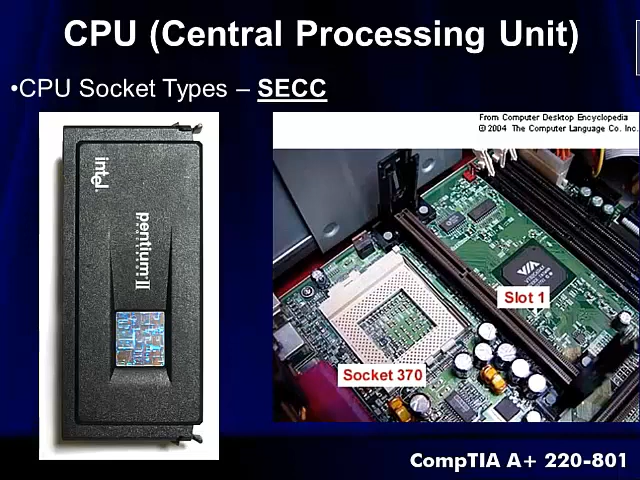 CPU (Central Processing Unit)
•CPU Socket Types – SECC
From Computer Desktop Encyclopedia
© 2004 The Computer Language Co. Inc.
intel.
pentium II
PROCESSOR
VIA
Slot 1
Socket 370
CompTIA A+ 220-801